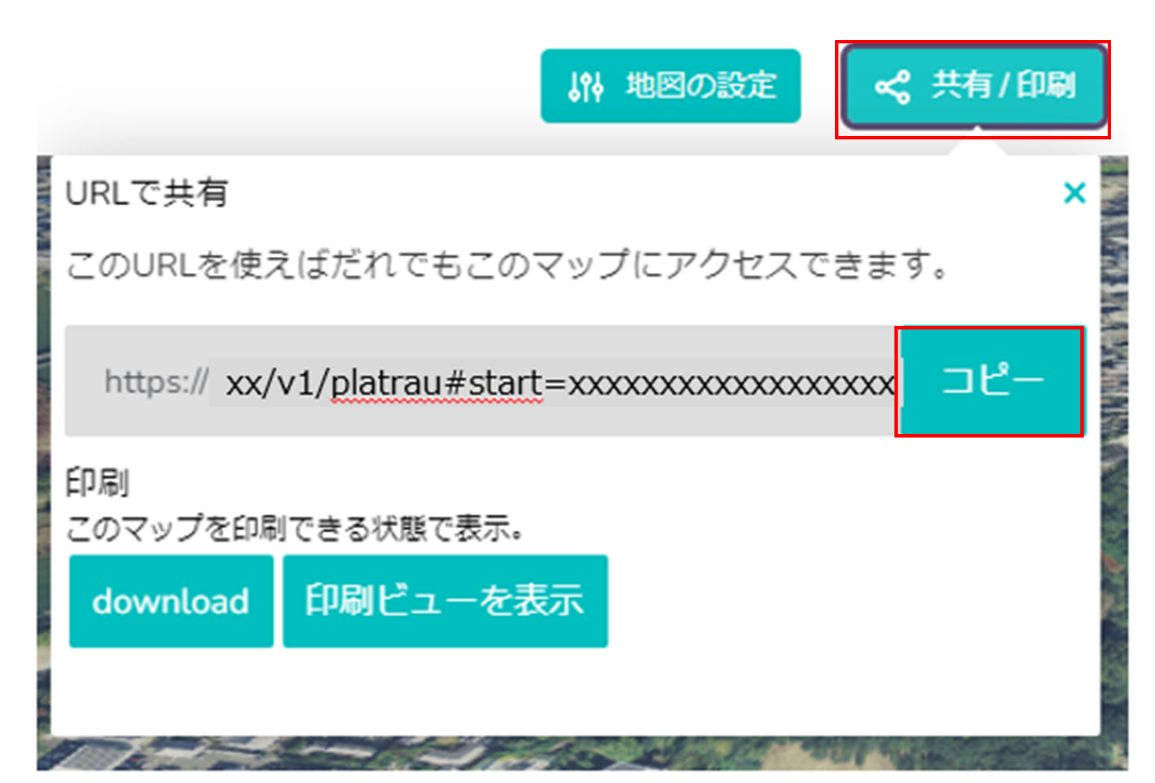 地図の設定
共有 / 印刷
URLで共有
×
このURLを使えばだれでもこのマップにアクセスできます。
https:// xx/v1/platrau#start=xxxxxxxxxxxxxxxxxx
コピー
印刷
このマップを印刷できる状態で表示。
download
印刷ビューを表示